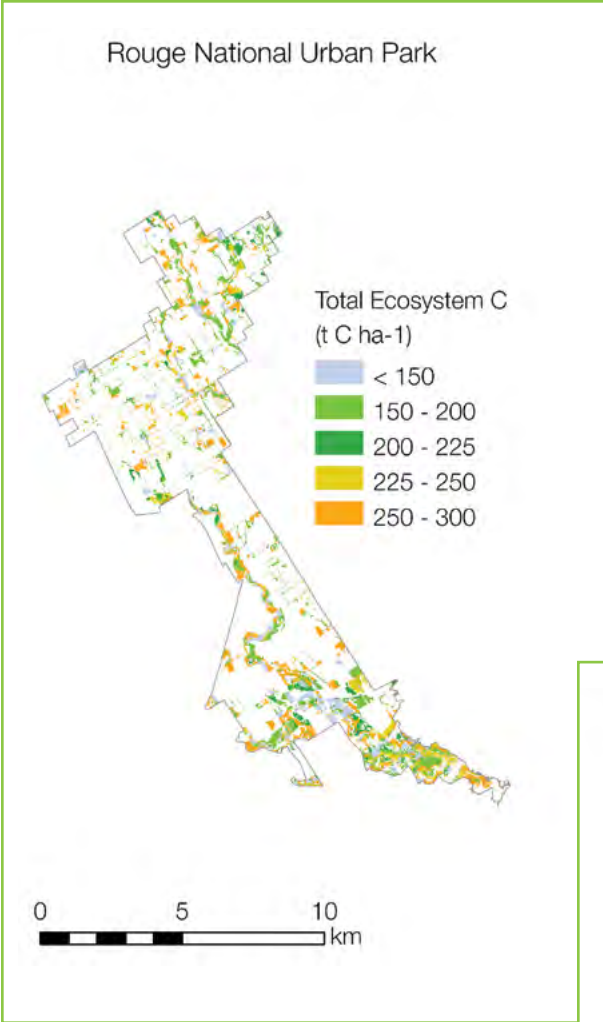 Rouge National Urban Park
Total Ecosystem C
(t C ha-1)
< 150
150 - 200
200 - 225
225 - 250
250 - 300
0 5 10
km